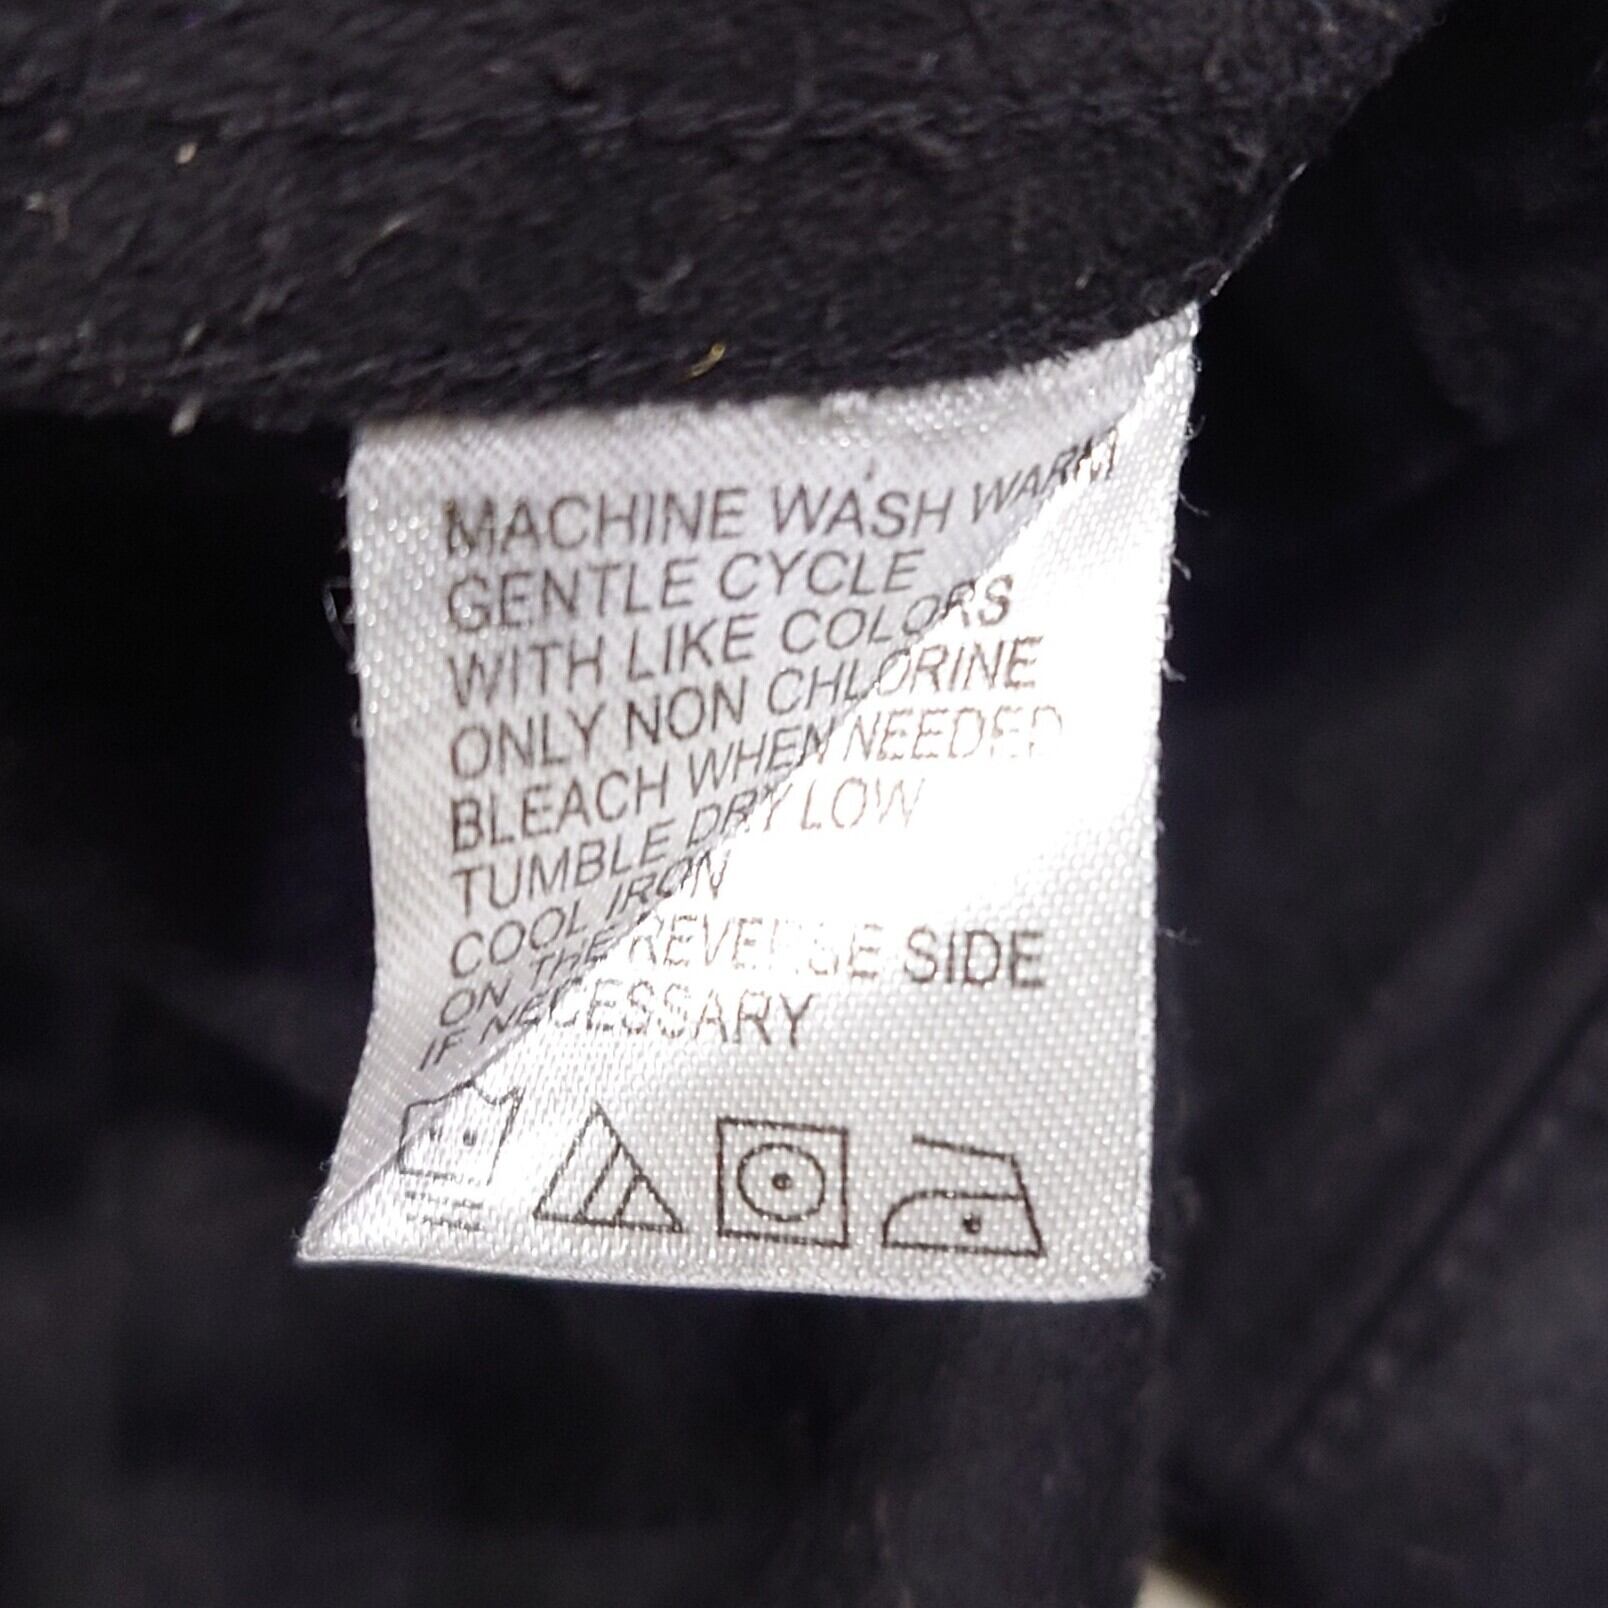 MACHINE WASH WARM
GENTLE CYCLE
WITH LIKE COLORS
ONLY NON CHLORINE
BLEACH WHEN NEEDED
TUMBLE DRY LOW
COOL IRON
ON THE REVERSE SIDE
IF NECESSARY